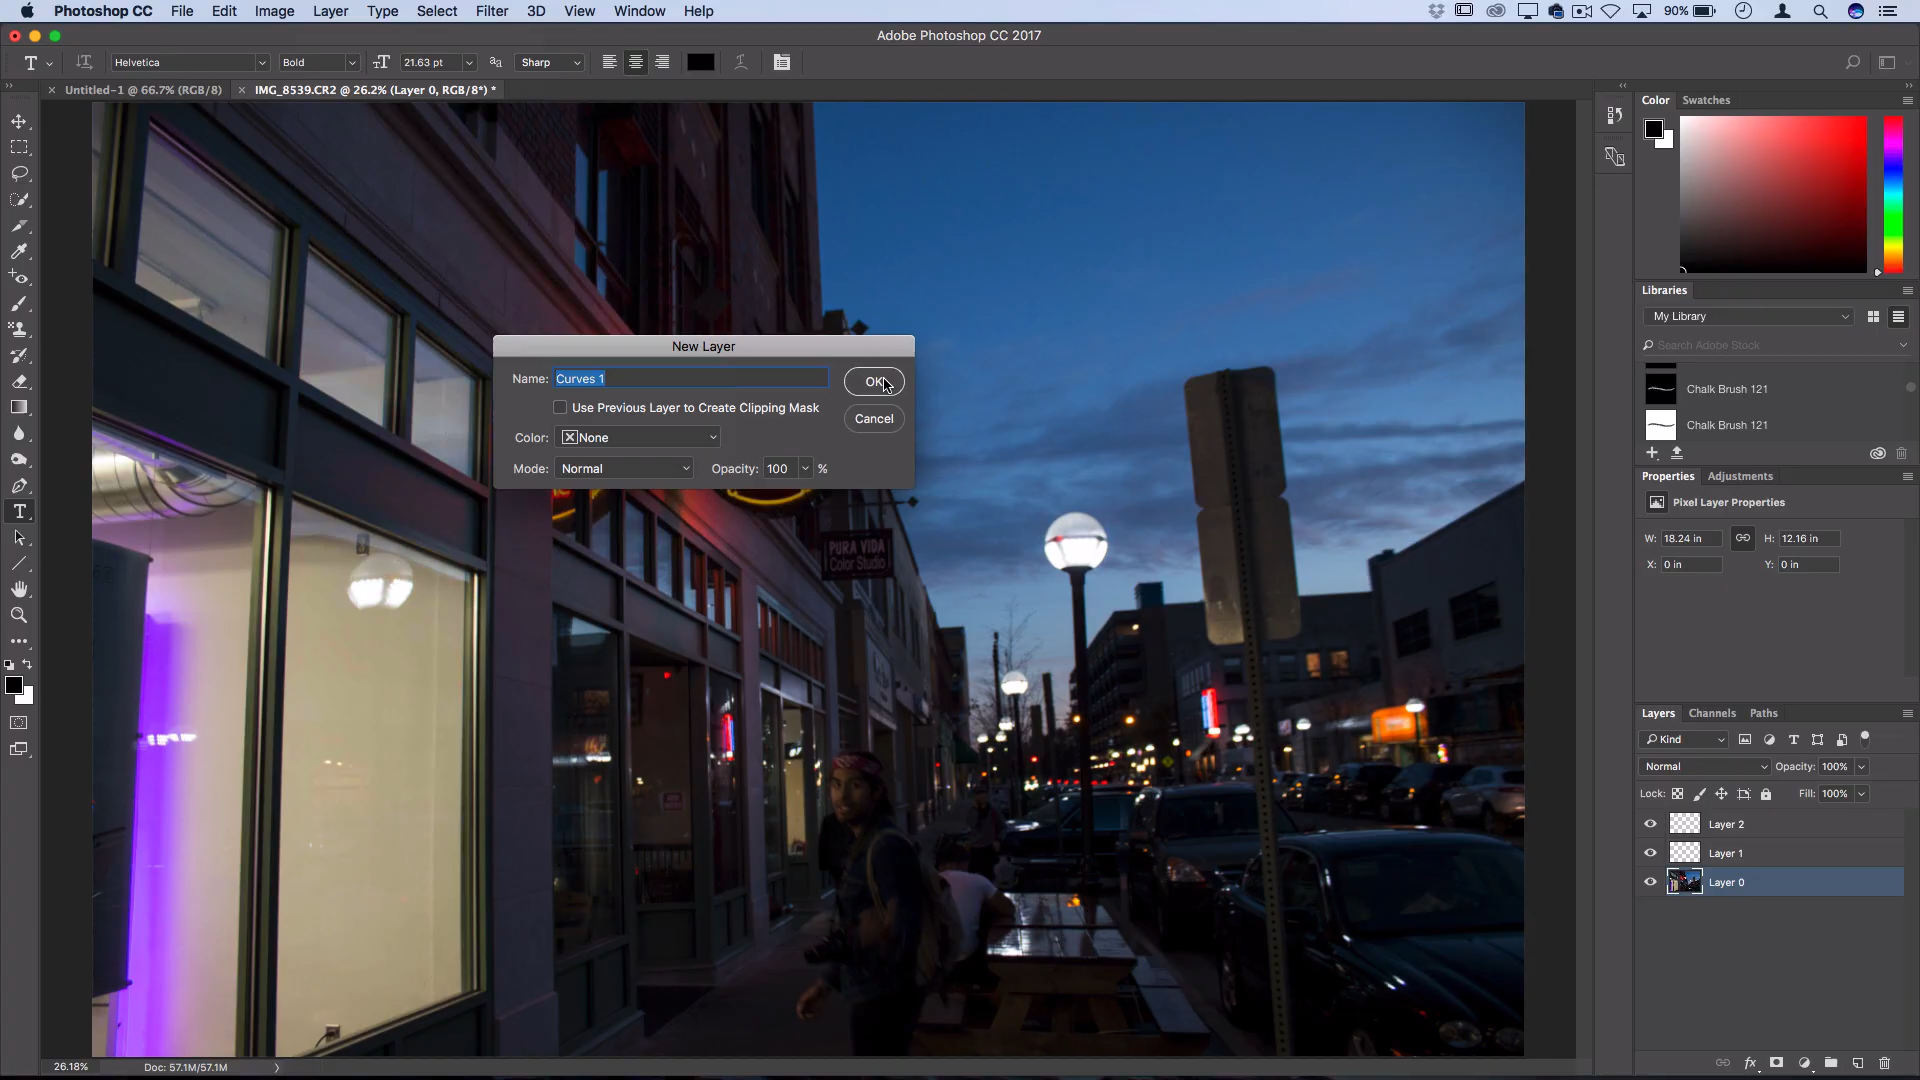 Photoshop CC File Edit Image Layer Type Select Filter 3D View Window Help 90%
Adobe Photoshop CC 2017
T Helvetica Bold 21.63 pt Sharp
Untitled-1 @ 66.7% (RGB/8) IMG_8539.CR2 @ 26.2% (Layer 0, RGB/8*) *
Color Swatches
Libraries
My Library
Search Adobe Stock
Chalk Brush 121
Chalk Brush 121
Properties Adjustments
Pixel Layer Properties
W: 18.24 in H: 12.16 in
X: 0 in Y: 0 in
Layers Channels Paths
Kind
Normal Opacity: 100%
Lock: Fill: 100%
Layer 2
Layer 1
Layer 0
New Layer
Name: Curves 1
OK
Use Previous Layer to Create Clipping Mask
Cancel
Color: None
Mode: Normal Opacity: 100 %
PURA VIDA
Color Studio
26.18% Doc: 57.1M/57.1M